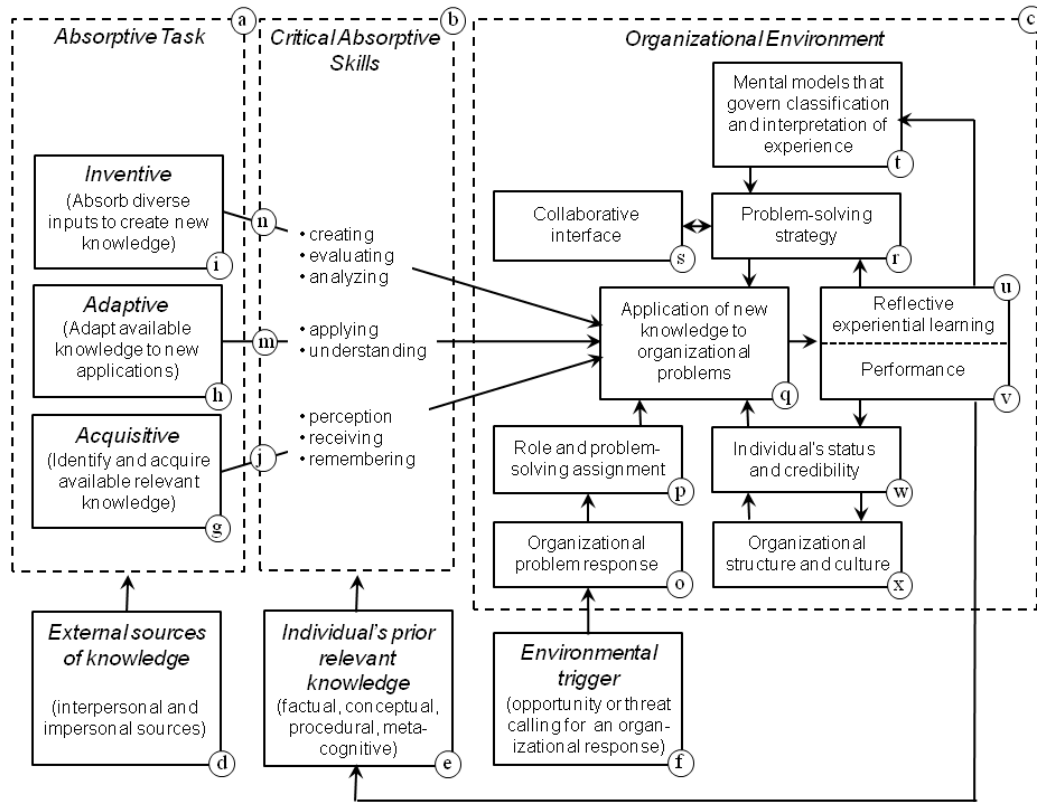 a
Absorptive Task
Inventive
(Absorb diverse
inputs to create new
knowledge)
i
Adaptive
(Adapt available
knowledge to new
applications)
h
Acquisitive
(Identify and acquire
available relevant
knowledge)
g
External sources
of knowledge
(interpersonal and
impersonal sources)
d
b
Critical Absorptive
Skills
n
• creating
• evaluating
• analyzing
m
• applying
• understanding
j
• perception
• receiving
• remembering
Individual's prior
relevant
knowledge
(factual, conceptual,
procedural, meta-
cognitive)
e
c
Organizational Environment
Mental models that
govern classification
and interpretation of
experience
t
Collaborative
interface
s
Problem-solving
strategy
r
Application of new
knowledge to
organizational
problems
q
u
Reflective
experiential learning
Performance
v
Role and problem-
solving assignment
p
Individual's status
and credibility
w
Organizational
problem response
o
Organizational
structure and culture
x
Environmental
trigger
(opportunity or threat
calling for an organ-
izational response)
f